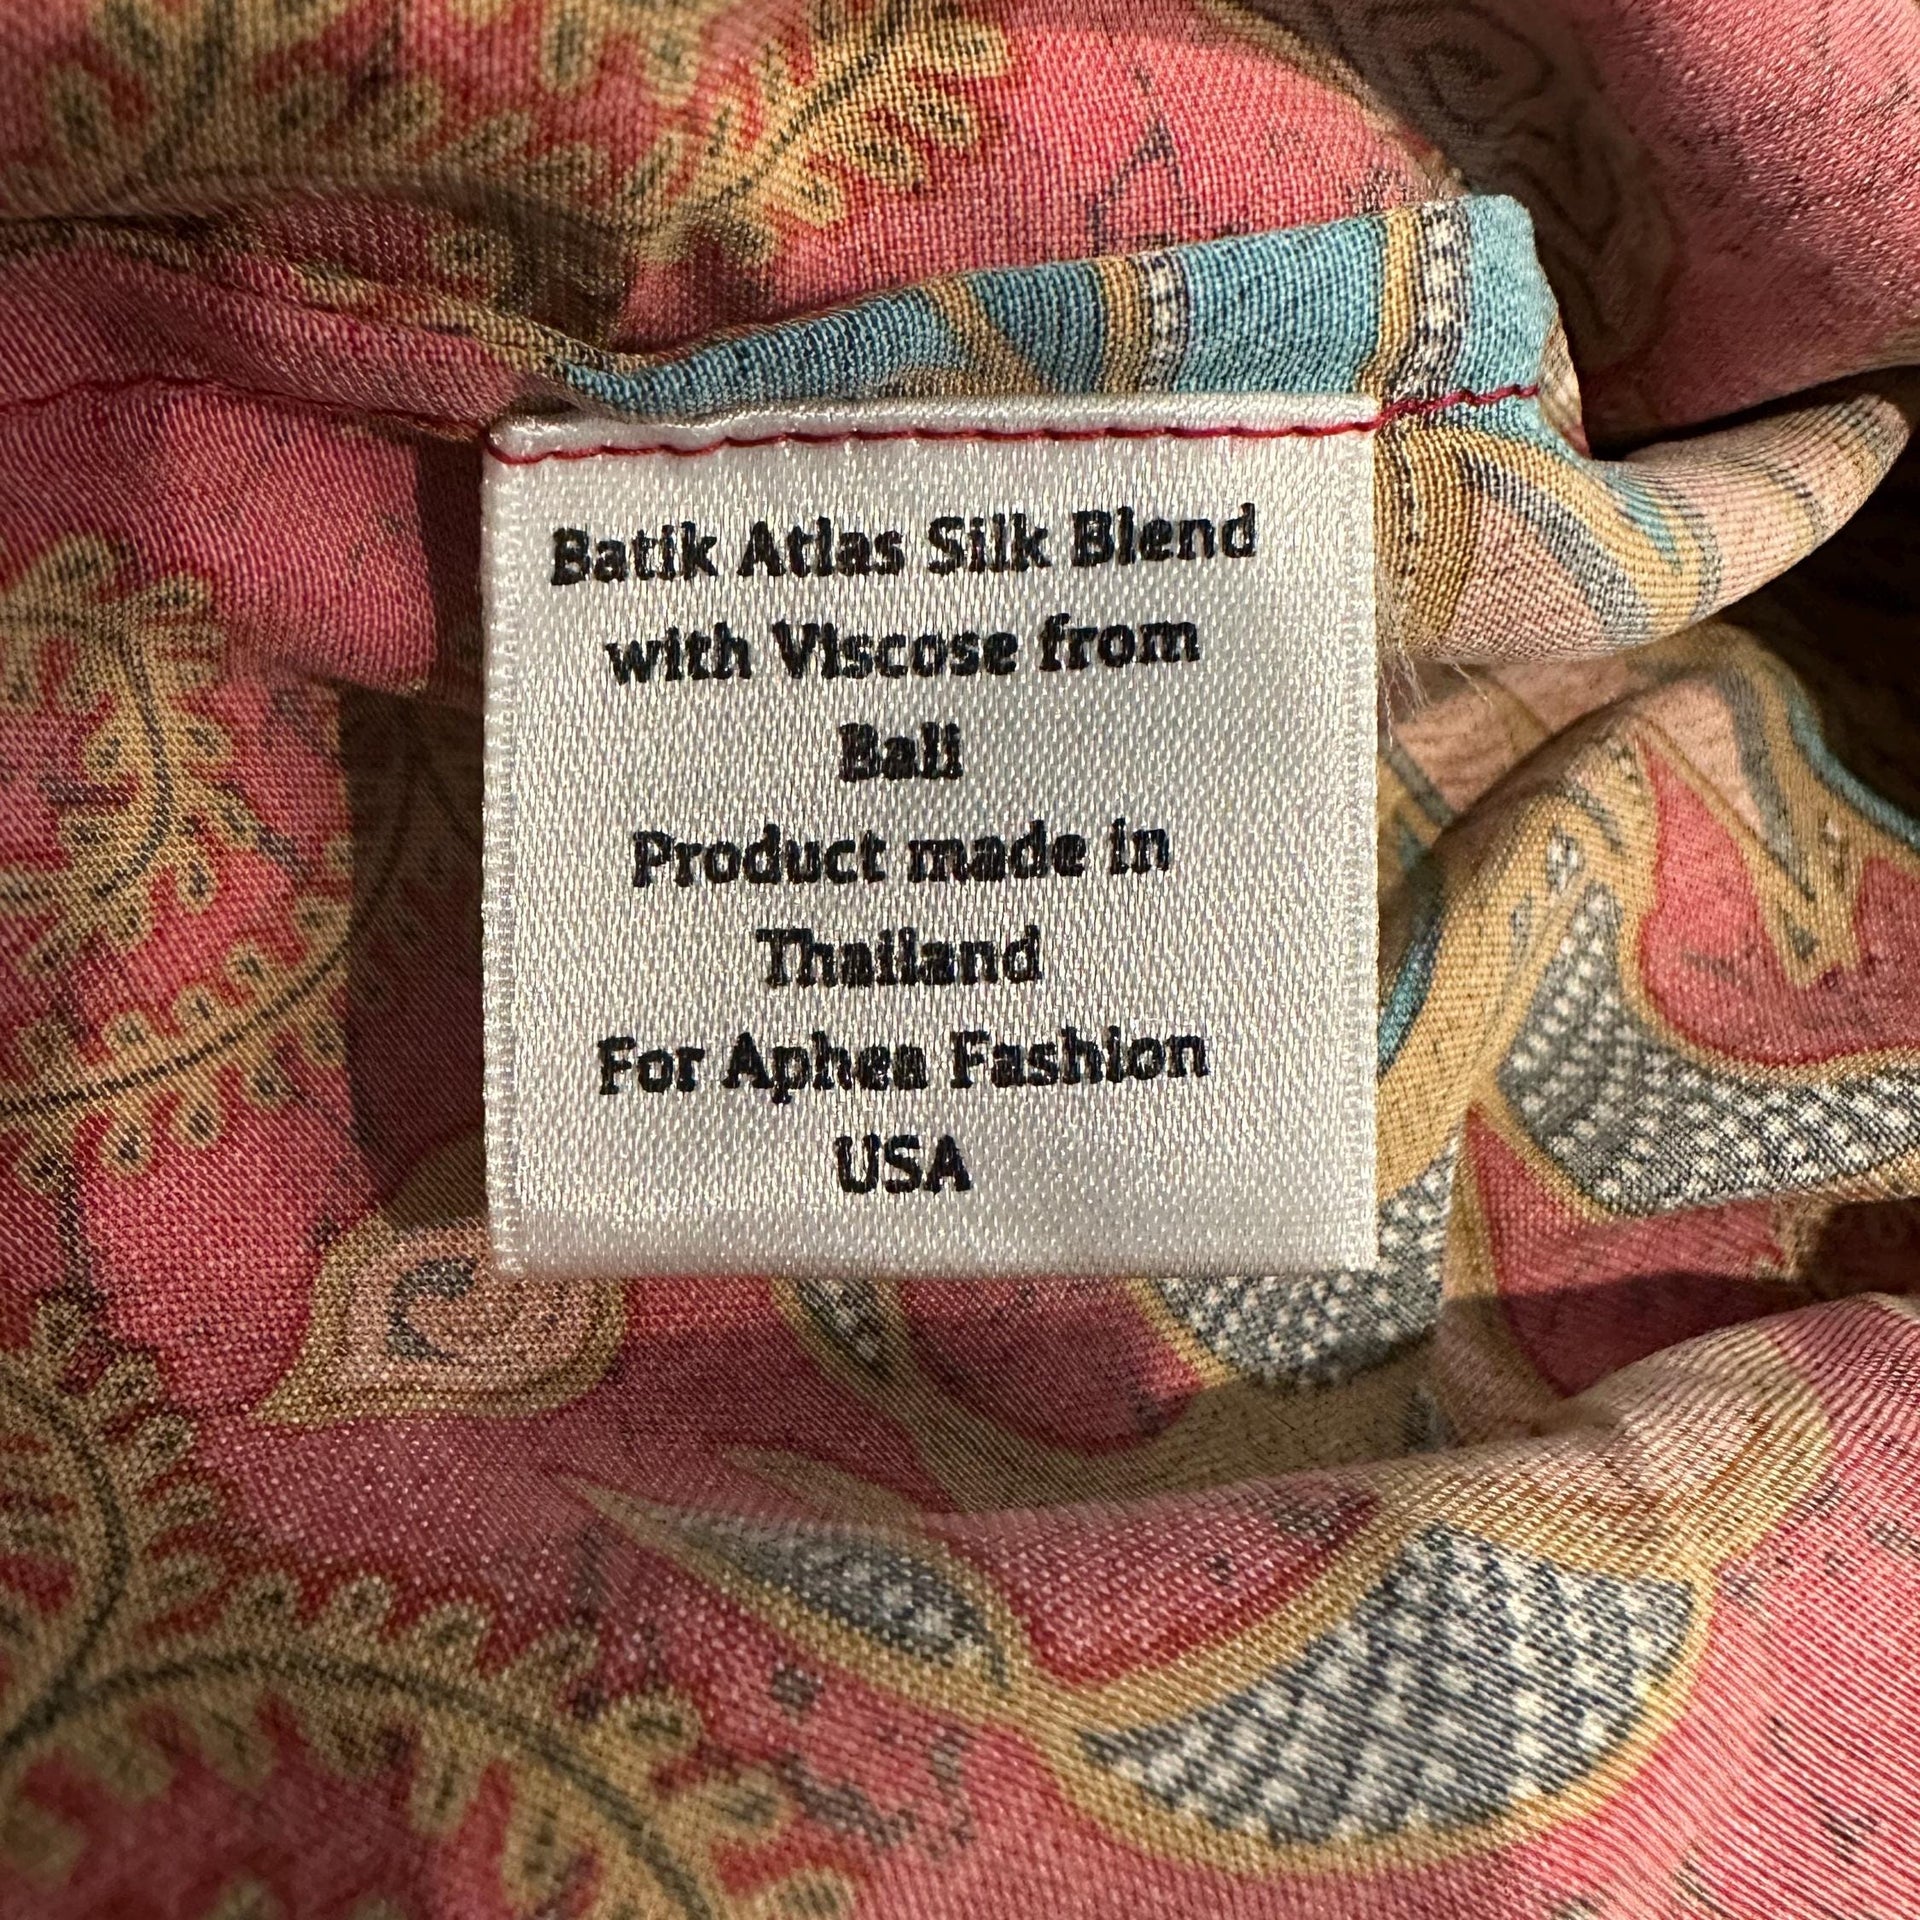 Batik Atlas Silk Blend
with Viscose from
Bali
Product made in
Thailand
For Aphea Fashion
USA